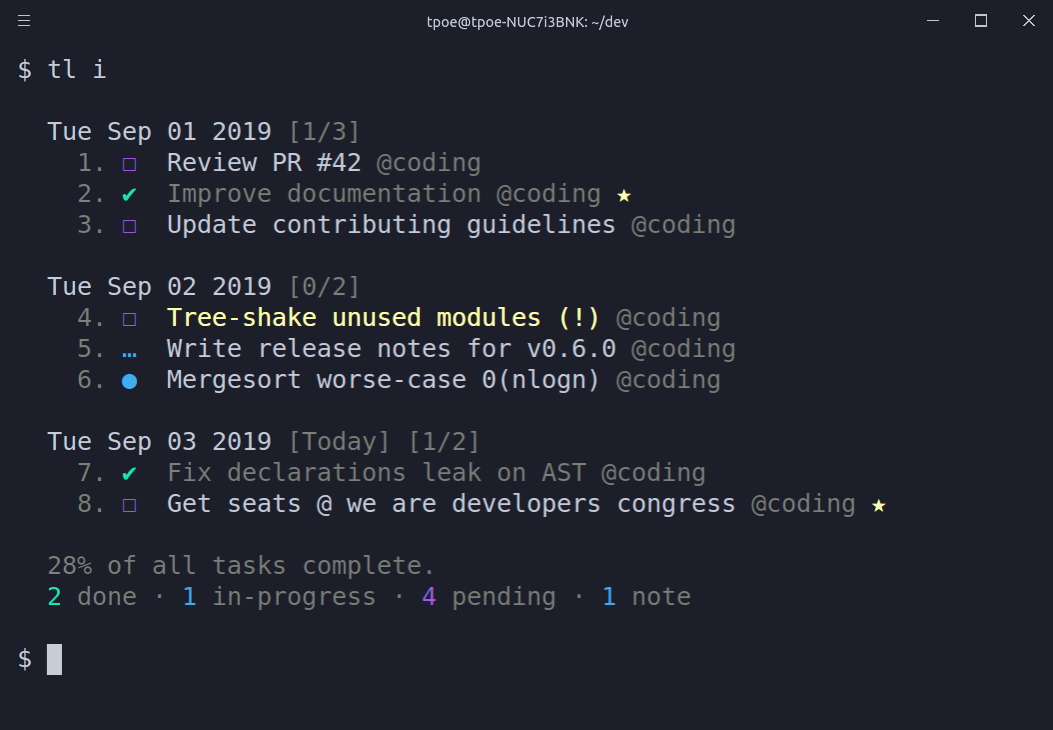 tpoe@tpoe-NUC7i3BNK: ~/dev
$ tl i
Tue Sep 01 2019 [1/3]
1. □ Review PR #42 @coding
2. ✔ Improve documentation @coding ★
3. □ Update contributing guidelines @coding
Tue Sep 02 2019 [0/2]
4. □ Tree-shake unused modules (!) @coding
5. … Write release notes for v0.6.0 @coding
6. ● Mergesort worse-case 0(nlogn) @coding
Tue Sep 03 2019 [Today] [1/2]
7. ✔ Fix declarations leak on AST @coding
8. □ Get seats @ we are developers congress @coding ★
28% of all tasks complete.
2 done · 1 in-progress · 4 pending · 1 note
$